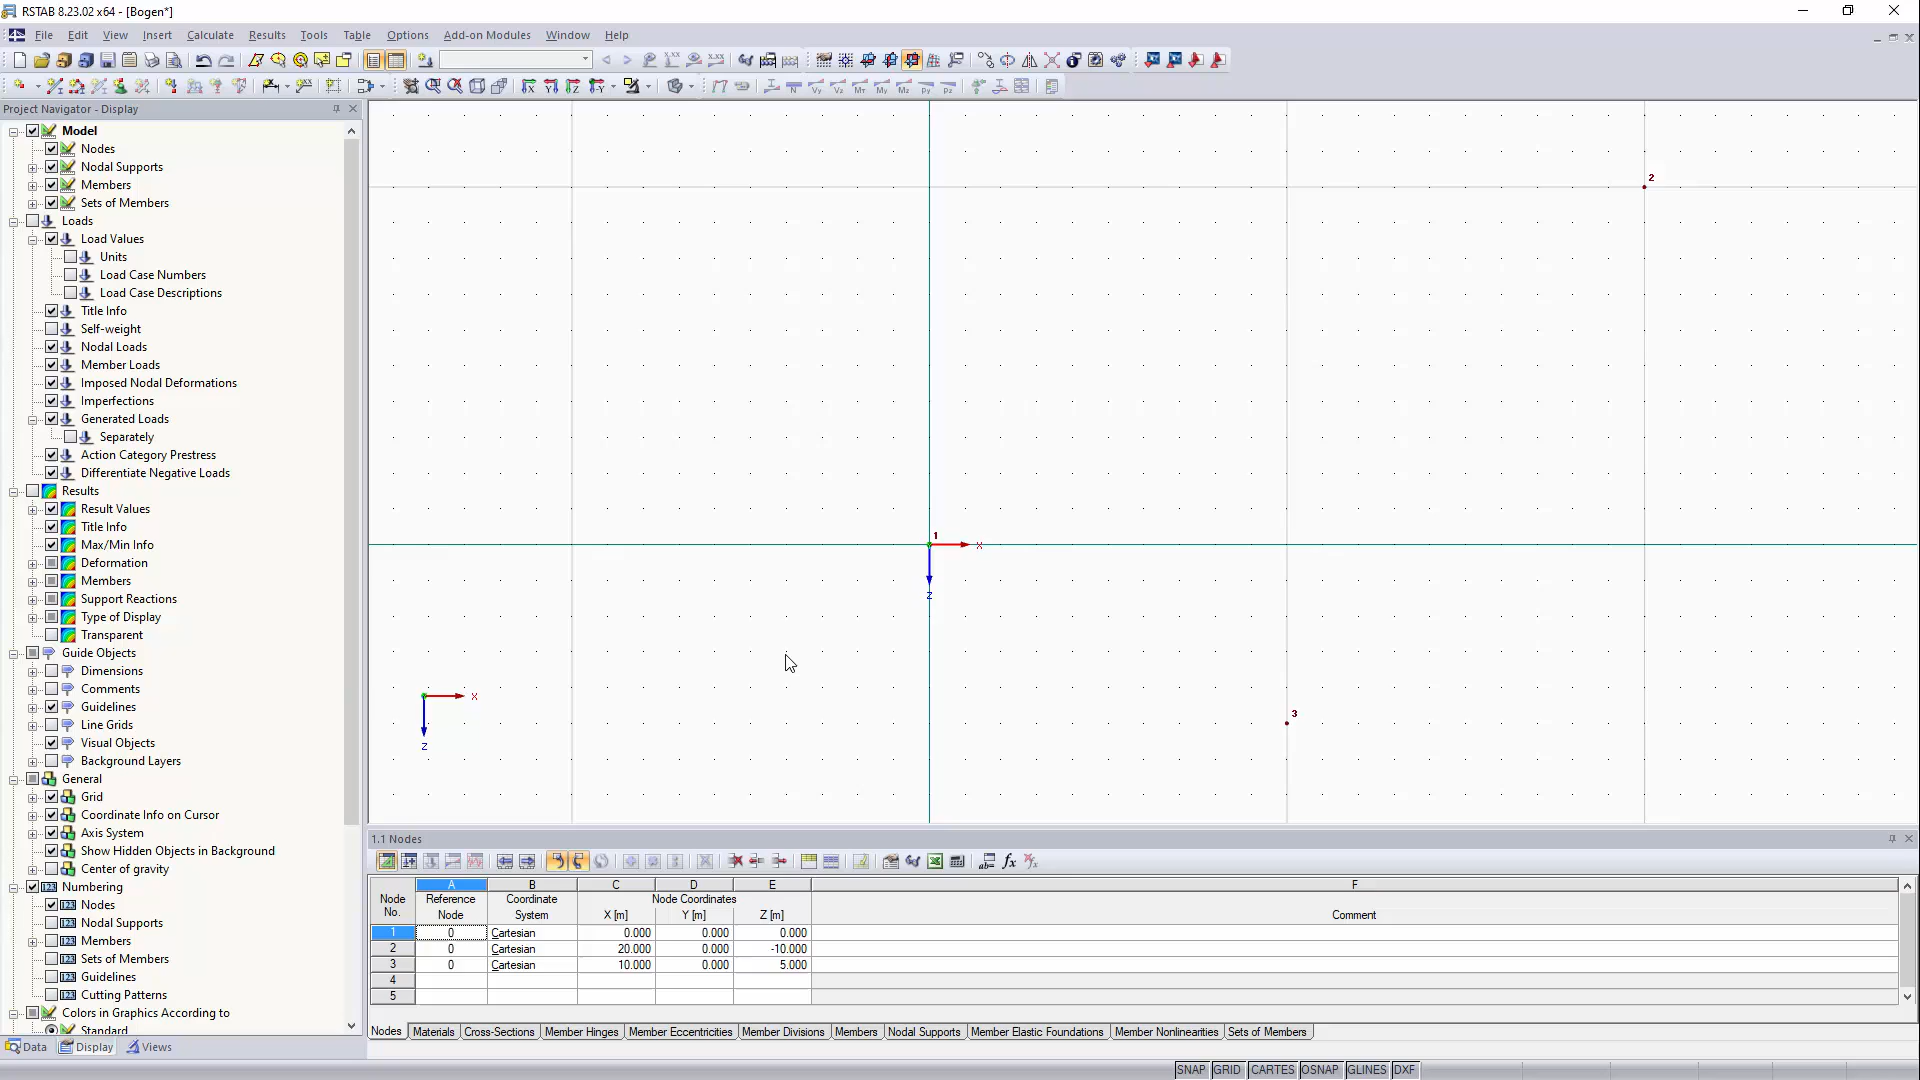 RSTAB 8.23.02 x64 - [Bogen*]
File Edit View Insert Calculate Results Tools Table Options Add-on Modules Window Help
Project Navigator - Display
Model
Nodes
Nodal Supports
Members
Sets of Members
Loads
Load Values
Units
Load Case Numbers
Load Case Descriptions
Title Info
Self-weight
Nodal Loads
Member Loads
Imposed Nodal Deformations
Imperfections
Generated Loads
Separately
Action Category Prestress
Differentiate Negative Loads
Results
Result Values
Title Info
Max/Min Info
Deformation
Members
Support Reactions
Type of Display
Transparent
Guide Objects
Dimensions
Comments
Guidelines
Line Grids
Visual Objects
Background Layers
General
Grid
Coordinate Info on Cursor
Axis System
Show Hidden Objects in Background
Center of gravity
Numbering
Nodes
Nodal Supports
Members
Sets of Members
Guidelines
Cutting Patterns
Colors in Graphics According to
Standard
Data Display Views
2
1
X
Z
3
X
Z
1.1 Nodes
A B C D E F
Node Reference Coordinate Node Coordinates
No. Node System X [m] Y [m] Z [m] Comment
1 0 Cartesian 0.000 0.000 0.000
2 0 Cartesian 20.000 0.000 -10.000
3 0 Cartesian 10.000 0.000 5.000
4
5
Nodes Materials Cross-Sections Member Hinges Member Eccentricities Member Divisions Members Nodal Supports Member Elastic Foundations Member Nonlinearities Sets of Members
SNAP GRID CARTES OSNAP GLINES DXF